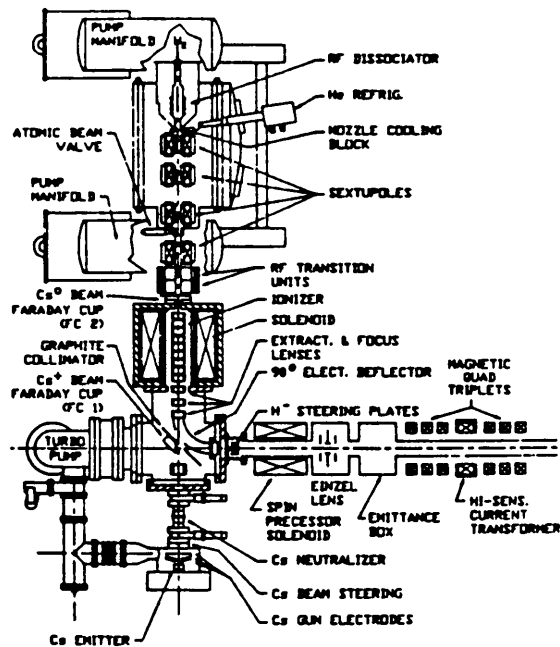 PUMP
MANIFOLD
H₂
RF DISSOCIATOR
He REFRIG.
NOZZLE COOLING
BLOCK
ATOMIC BEAM
VALVE
SEXTUPOLES
PUMP
MANIFOLD
RF TRANSITION
UNITS
Cs⁰ BEAM
FARADAY CUP
(FC 2)
IONIZER
SOLENOID
GRAPHITE
COLLIMATOR
EXTRACT. & FOCUS
LENSES
Cs⁺ BEAM
FARADAY CUP
(FC 1)
90° ELECT. DEFLECTOR
MAGNETIC
QUAD
TRIPLETS
H⁻ STEERING PLATES
TURBO
PUMP
SPIN
PRECESSOR
SOLENOID
EINZEL
LENS
EMITTANCE
BOX
HI-SENS.
CURRENT
TRANSFORMER
Cs NEUTRALIZER
Cs BEAM STEERING
Cs GUN ELECTRODES
Cs EMITTER